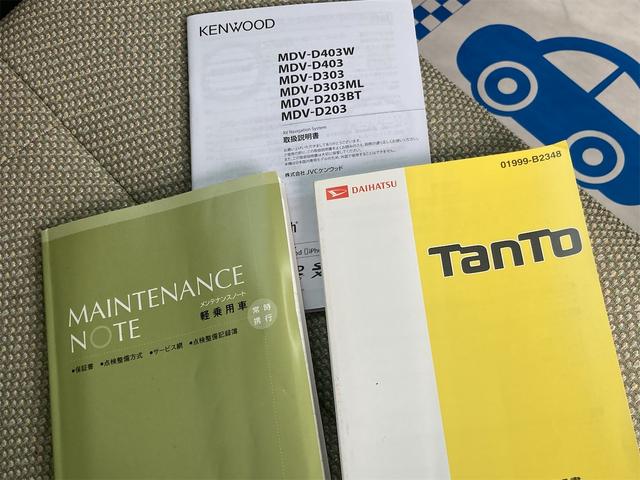 KENWOOD
MDV-D403W
MDV-D403
MDV-D303
MDV-D303ML
MDV-D203BT
MDV-D203
AV Navigation System
取扱説明書
株式会社JVCケンウッド
MAINTENANCE
NOTE
メンテナンスノート
軽乗用車
常時
携行
●保証書 ●点検整備方式 ●サービス網 ●点検整備記録簿
01999-B2348
DAIHATSU
TanTo